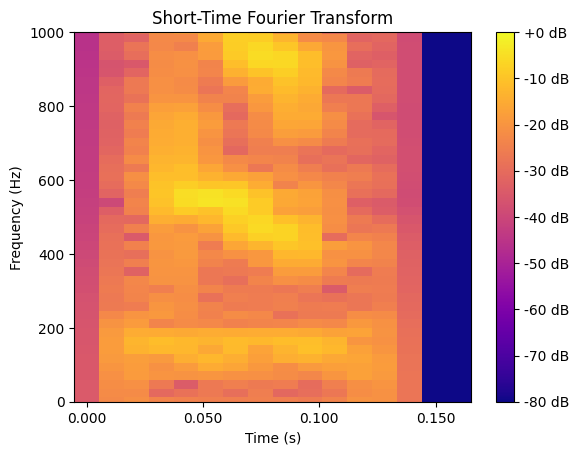 Short-Time Fourier Transform
1000
800
600
400
200
0
Frequency (Hz)
0.000
0.050
0.100
0.150
Time (s)
+0 dB
-10 dB
-20 dB
-30 dB
-40 dB
-50 dB
-60 dB
-70 dB
-80 dB